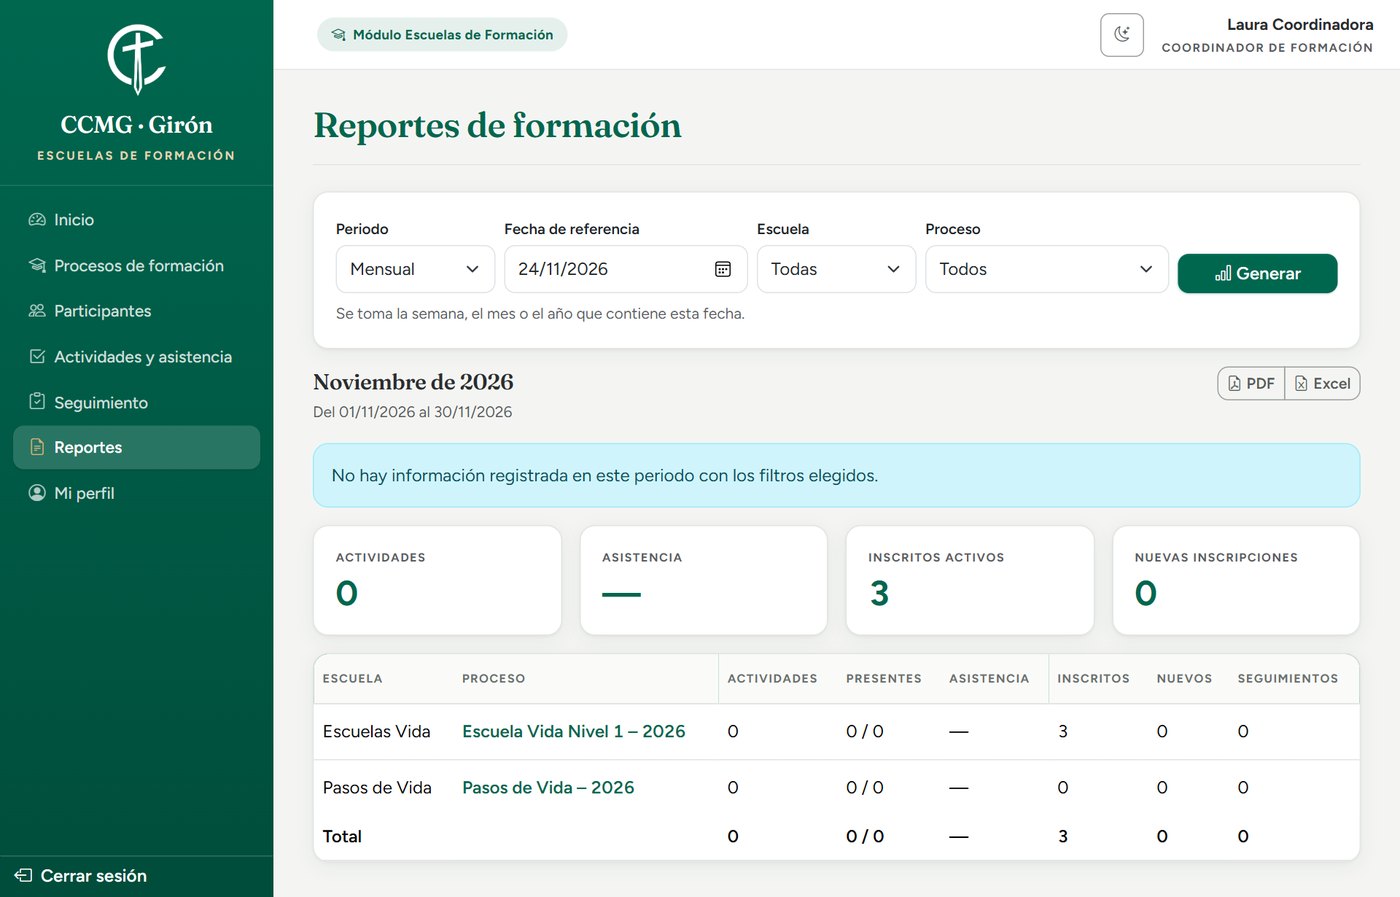 CCMG · Girón
ESCUELAS DE FORMACIÓN
Inicio
Procesos de formación
Participantes
Actividades y asistencia
Seguimiento
Reportes
Mi perfil
Cerrar sesión
Módulo Escuelas de Formación
Laura Coordinadora
COORDINADOR DE FORMACIÓN
Reportes de formación
Periodo Fecha de referencia Escuela Proceso
Mensual 24/11/2026 Todas Todos Generar
Se toma la semana, el mes o el año que contiene esta fecha.
Noviembre de 2026
Del 01/11/2026 al 30/11/2026
PDF Excel
No hay información registrada en este periodo con los filtros elegidos.
ACTIVIDADES ASISTENCIA INSCRITOS ACTIVOS NUEVAS INSCRIPCIONES
0 — 3 0
ESCUELA PROCESO ACTIVIDADES PRESENTES ASISTENCIA INSCRITOS NUEVOS SEGUIMIENTOS
Escuelas Vida Escuela Vida Nivel 1 – 2026 0 0 / 0 — 3 0 0
Pasos de Vida Pasos de Vida – 2026 0 0 / 0 — 0 0 0
Total 0 0 / 0 — 3 0 0